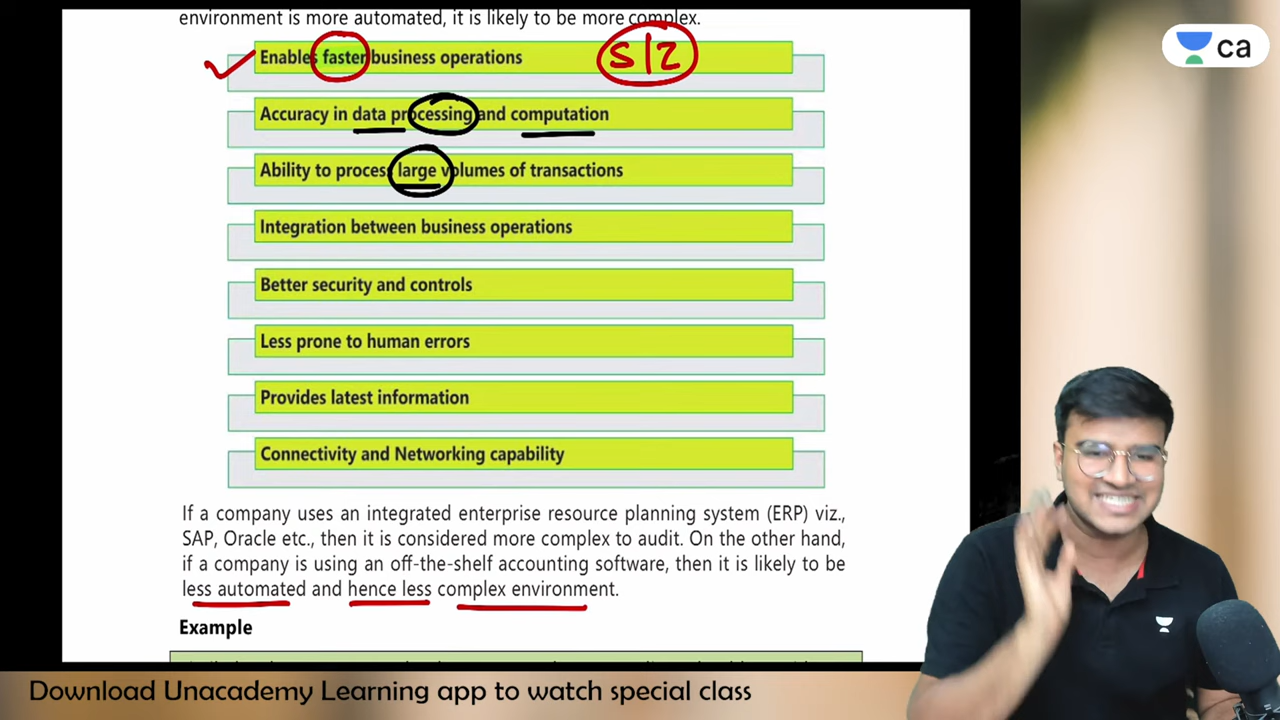 environment is more automated, it is likely to be more complex.
Enables faster business operations
S|2
ca
Accuracy in data processing and computation
Ability to process large volumes of transactions
Integration between business operations
Better security and controls
Less prone to human errors
Provides latest information
Connectivity and Networking capability
If a company uses an integrated enterprise resource planning system (ERP) viz.,
SAP, Oracle etc., then it is considered more complex to audit. On the other hand,
if a company is using an off-the-shelf accounting software, then it is likely to be
less automated and hence less complex environment.
Example
Download Unacademy Learning app to watch special class